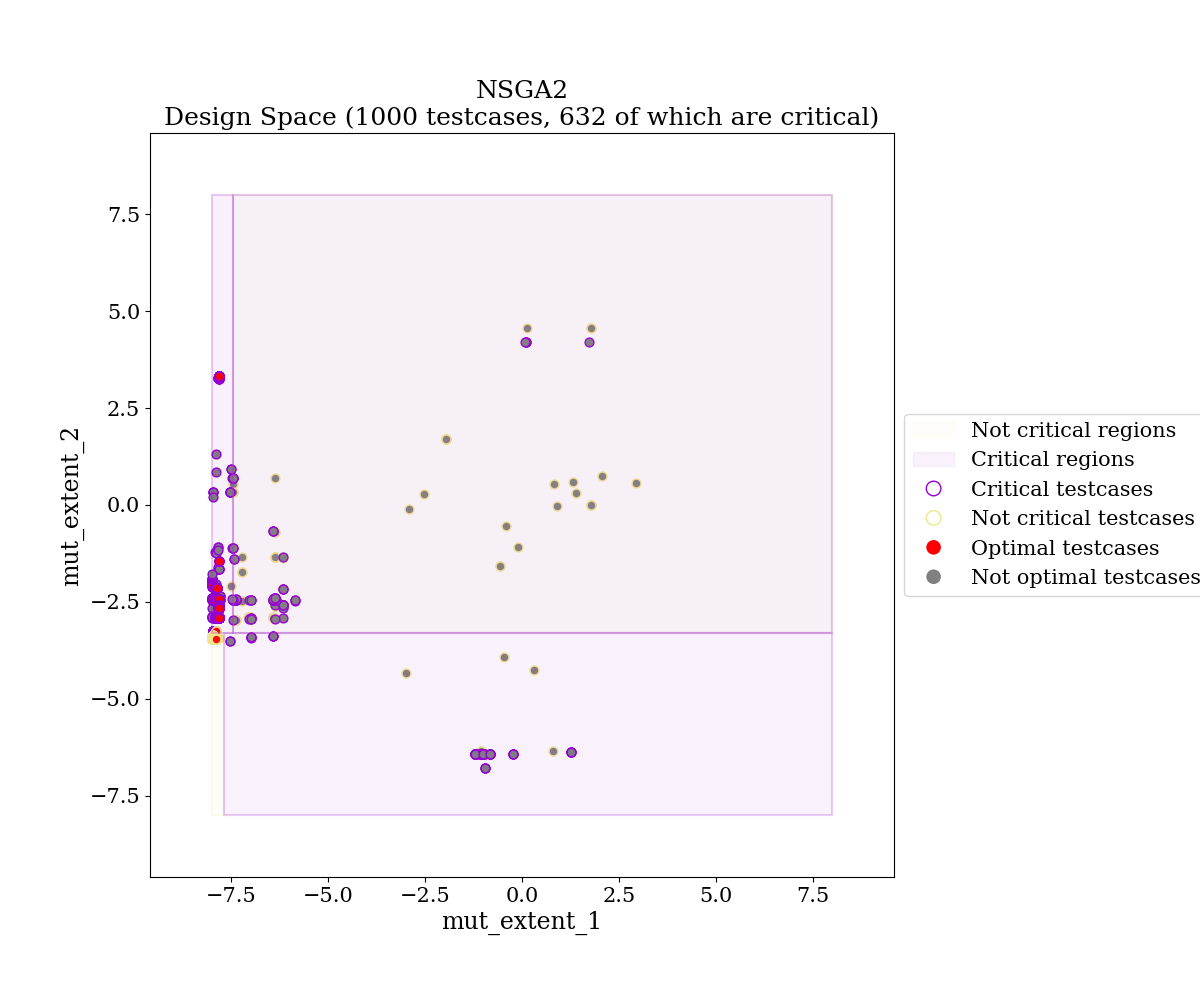 NSGA2
Design Space (1000 testcases, 632 of which are critical)
7.5
5.0
2.5
0.0
−2.5
−5.0
−7.5
mut_extent_2
−7.5
−5.0
−2.5
0.0
2.5
5.0
7.5
mut_extent_1
Not critical regions
Critical regions
Critical testcases
Not critical testcases
Optimal testcases
Not optimal testcases